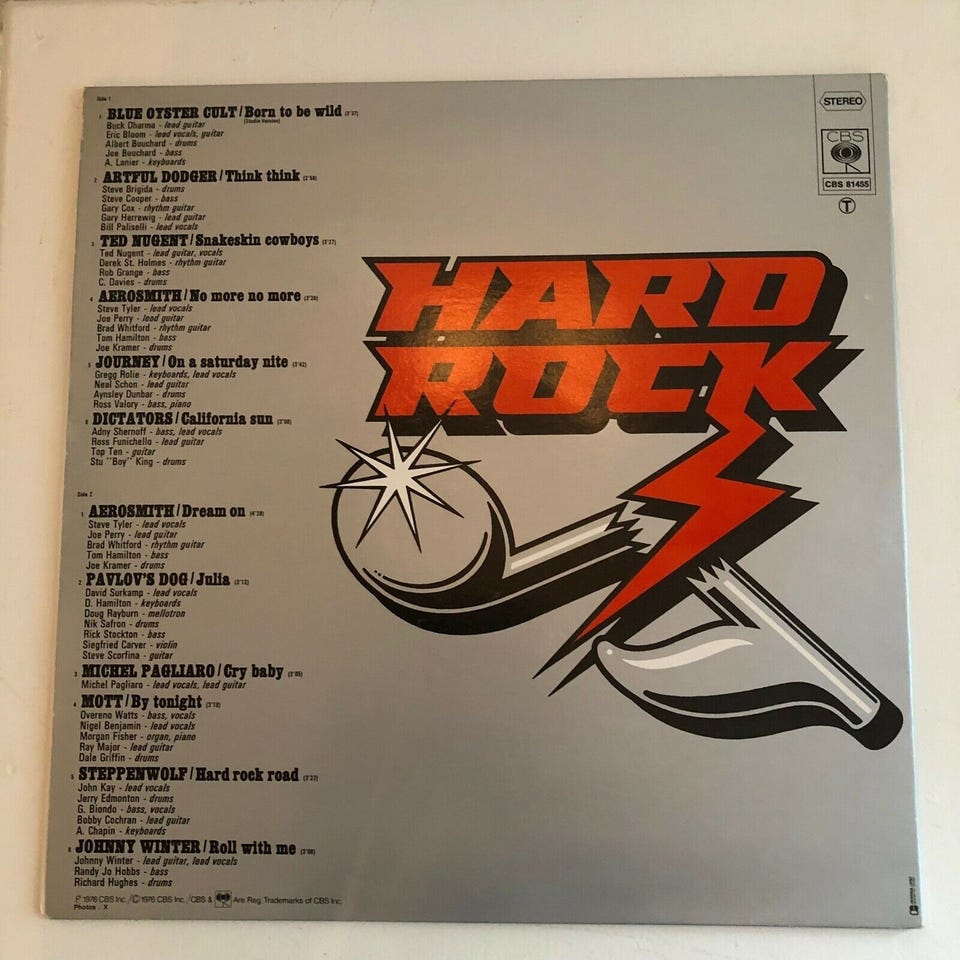 Side 1
1 BLUE OYSTER CULT / Born to be wild (3'37)
(Studio Version)
Buck Dharma - lead guitar
Eric Bloom - lead vocals, guitar
Albert Bouchard - drums
Joe Bouchard - bass
A. Lanier - keyboards
2 ARTFUL DODGER / Think think (2'58)
Steve Brigida - drums
Steve Cooper - bass
Gary Cox - rhythm guitar
Gary Herrewig - lead guitar
Bill Paliselli - lead vocals
3 TED NUGENT / Snakeskin cowboys (3'27)
Ted Nugent - lead guitar, vocals
Derek St. Holmes - rhythm guitar
Rob Grange - bass
C. Davies - drums
4 AEROSMITH / No more no more
Steve Tyler - lead vocals
Joe Perry - lead guitar
Brad Whitford - rhythm guitar
Tom Hamilton - bass
Joe Kramer - drums
5 JOURNEY / On a saturday nite (3'42)
Gregg Rolie - keyboards, lead vocals
Neal Schon - lead guitar
Aynsley Dunbar - drums
Ross Valory - bass, piano
6 DICTATORS / California sun
Adny Shernoff - bass, lead vocals
Ross Funichello - lead guitar
Top Ten - guitar
Stu "Boy" King - drums
Side 2
1 AEROSMITH / Dream on (4'28)
Steve Tyler - lead vocals
Joe Perry - lead guitar
Brad Whitford - rhythm guitar
Tom Hamilton - bass
Joe Kramer - drums
2 PAVLOV'S DOG / Julia (3'13)
David Surkamp - lead vocals
D. Hamilton - keyboards
Doug Rayburn - mellotron
Nik Safron - drums
Rick Stockton - bass
Siegfried Carver - violin
Steve Scorfina - guitar
3 MICHEL PAGLIARO / Cry baby
Michel Pagliaro - lead vocals, lead guitar
4 MOTT / By tonight
Overeno Watts - bass, vocals
Nigel Benjamin - lead vocals
Morgan Fisher - organ, piano
Ray Major - lead guitar
Dale Griffin - drums
5 STEPPENWOLF / Hard rock road (3'27)
John Kay - lead vocals
Jerry Edmonton - drums
G. Biondo - bass, vocals
Bobby Cochran - lead guitar
A. Chapin - keyboards
6 JOHNNY WINTER / Roll with me
Johnny Winter - lead guitar, lead vocals
Randy Jo Hobbs - bass
Richard Hughes - drums
℗ 1976 CBS Inc. / © 1976 CBS Inc. / CBS & Are Reg. Trademarks of CBS Inc.
Photos : X
STEREO
CBS
CBS 81455
T
HARD
ROCK